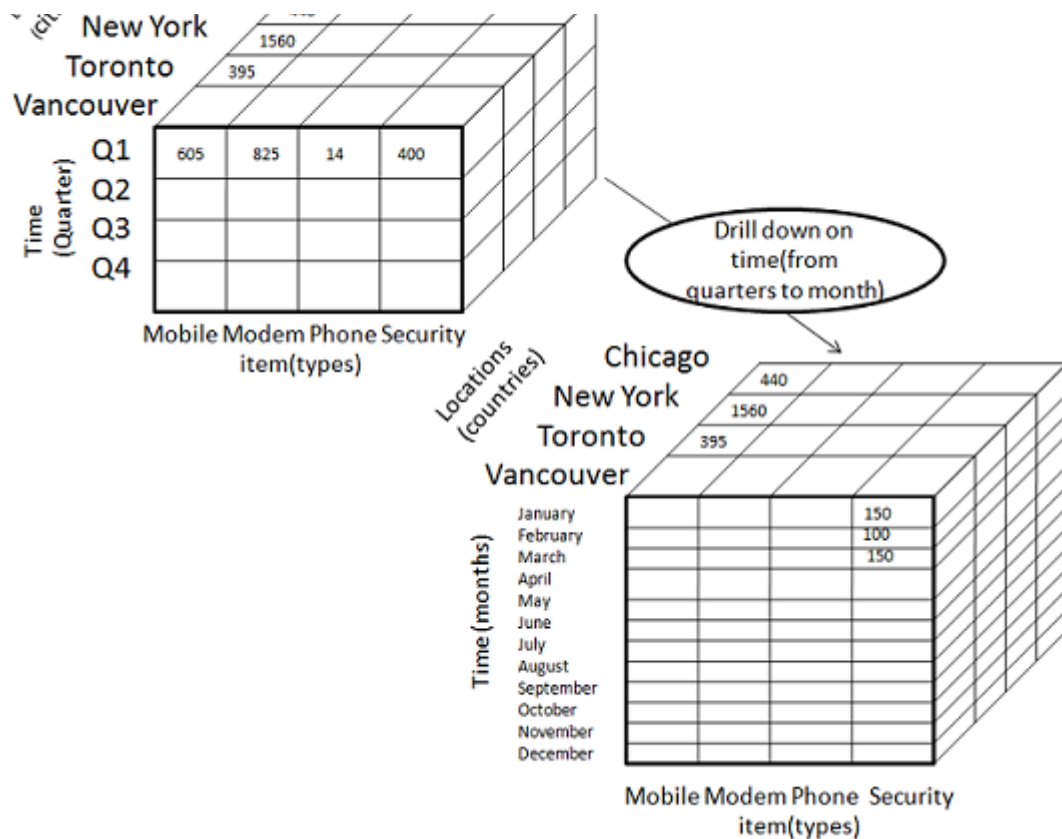 (cit
440
New York
1560
Toronto
395
Vancouver
Q1
605 825 14 400
Q2
Q3
Q4
Time
(Quarter)
Mobile Modem Phone Security
item(types)
Drill down on
time(from
quarters to month)
Locations
(countries)
Chicago
440
New York
1560
Toronto
395
Vancouver
Time (months)
January 150
February 100
March 150
April
May
June
July
August
September
October
November
December
Mobile Modem Phone Security
item(types)